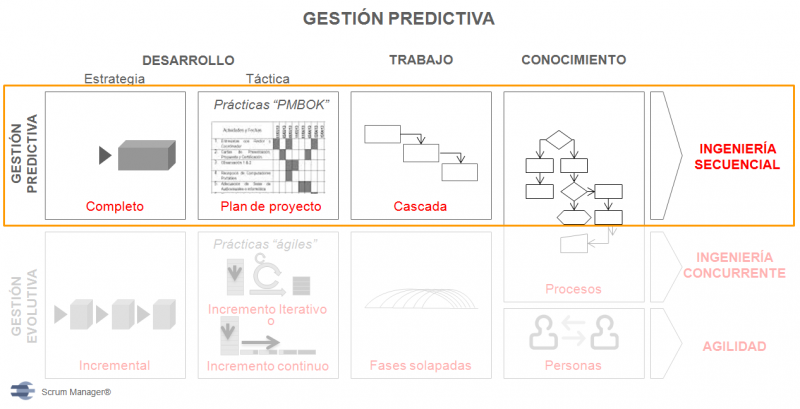 GESTIÓN PREDICTIVA
DESARROLLO
TRABAJO
CONOCIMIENTO
Estrategia
Táctica
GESTIÓN
PREDICTIVA
Completo
Prácticas “PMBOK”
Actividades y Fechas
Plan de proyecto
Cascada
INGENIERÍA
SECUENCIAL
GESTIÓN
EVOLUTIVA
Incremental
Prácticas “ágiles”
Incremento Iterativo
o
Incremento continuo
Fases solapadas
Procesos
Personas
INGENIERÍA
CONCURRENTE
AGILIDAD
Scrum Manager®